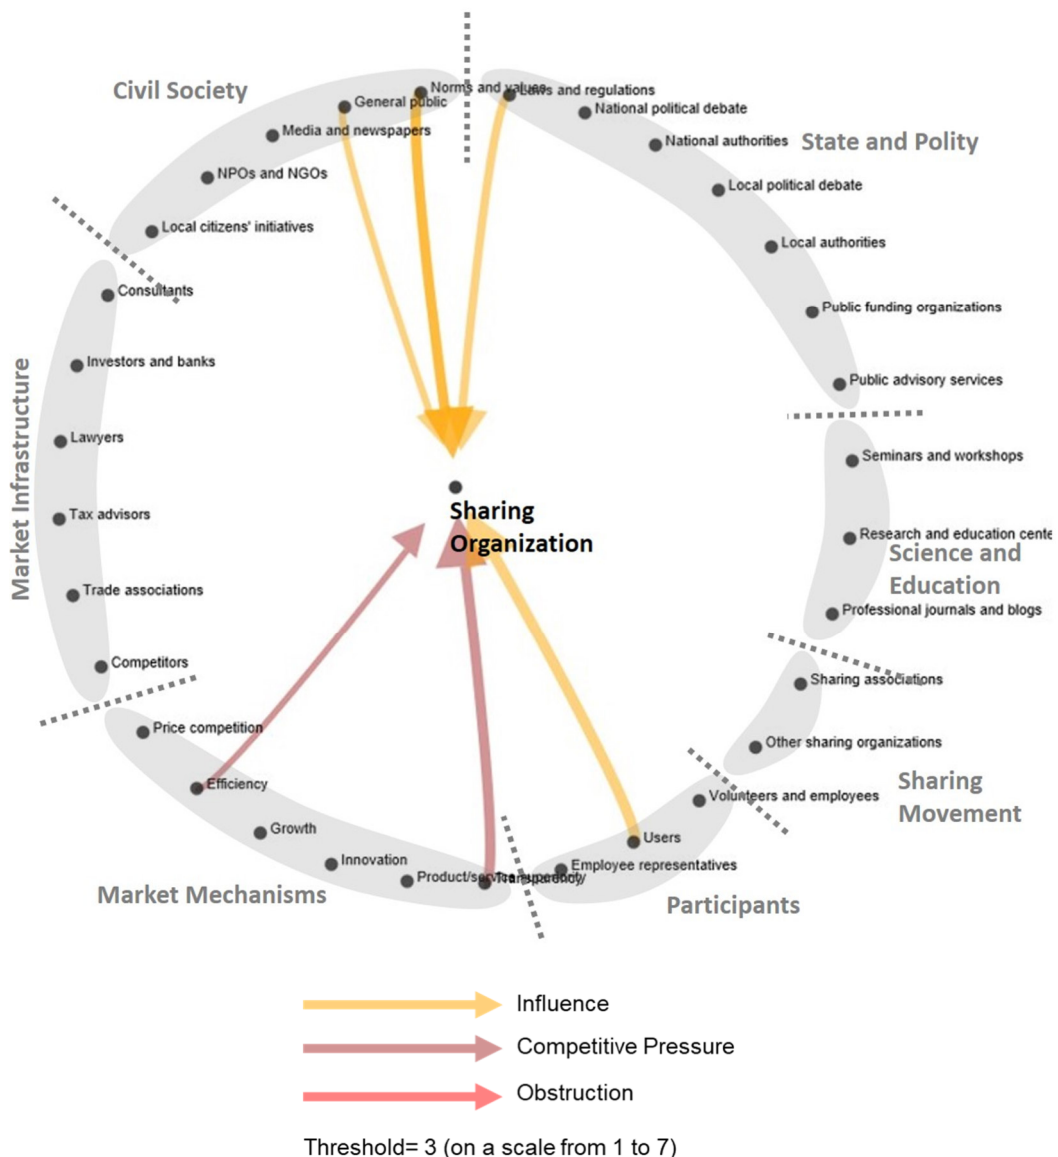 Civil Society
Norms and values
Laws and regulations
General public
National political debate
Media and newspapers
National authorities
State and Polity
NPOs and NGOs
Local political debate
Local citizens' initiatives
Local authorities
Consultants
Public funding organizations
Investors and banks
Public advisory services
Market Infrastructure
Lawyers
Seminars and workshops
Tax advisors
Sharing
Organization
Research and education cente
Science and
Education
Trade associations
Professional journals and blogs
Competitors
Sharing associations
Price competition
Other sharing organizations
Efficiency
Sharing
Movement
Volunteers and employees
Growth
Users
Innovation
Employee representatives
Product/service superiority
Transparency
Market Mechanisms
Participants
Influence
Competitive Pressure
Obstruction
Threshold= 3 (on a scale from 1 to 7)